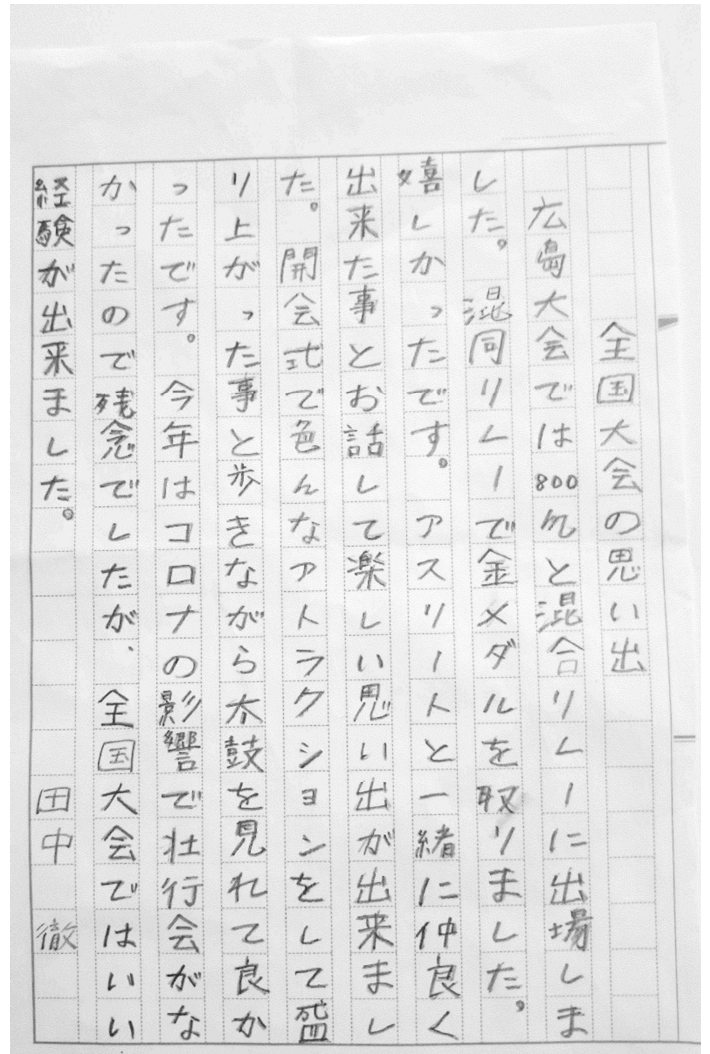 全国大会の思い出
広島大会では800mと混合リレーに出場しま
した。混同リレーで金メダルを取りました。
嬉しかったです。アスリートと一緒に仲良く
出来た事とお話して楽しい思い出が出来まし
た。開会式で色んなアトラクションをして盛
り上がった事と歩きながら太鼓を見れて良か
ったです。今年はコロナの影響で壮行会がな
かったので残念でしたが、全国大会ではいい
経験が出来ました。 田中 徹